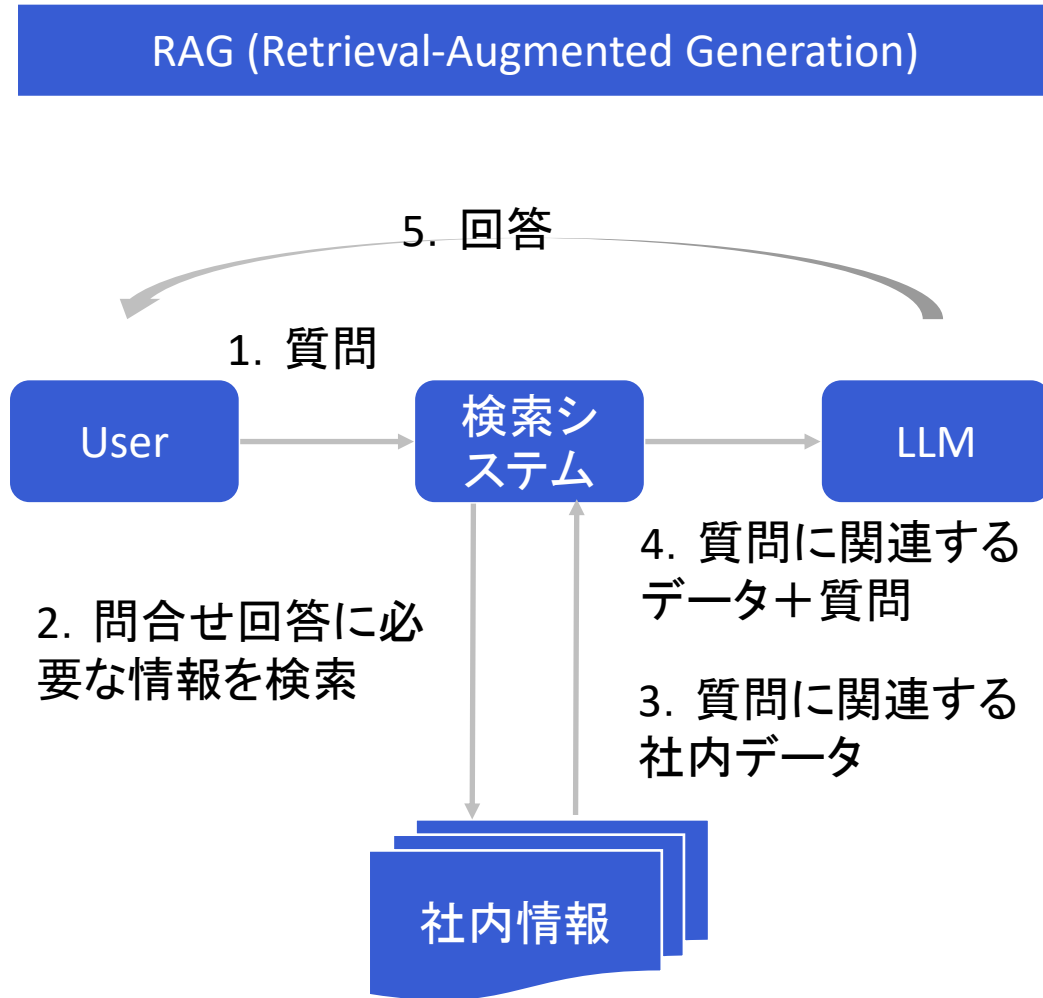 RAG (Retrieval-Augmented Generation)
5. 回答
1. 質問
User
検索シ
ステム
LLM
4. 質問に関連する
データ＋質問
2. 問合せ回答に必
要な情報を検索
3. 質問に関連する
社内データ
社内情報